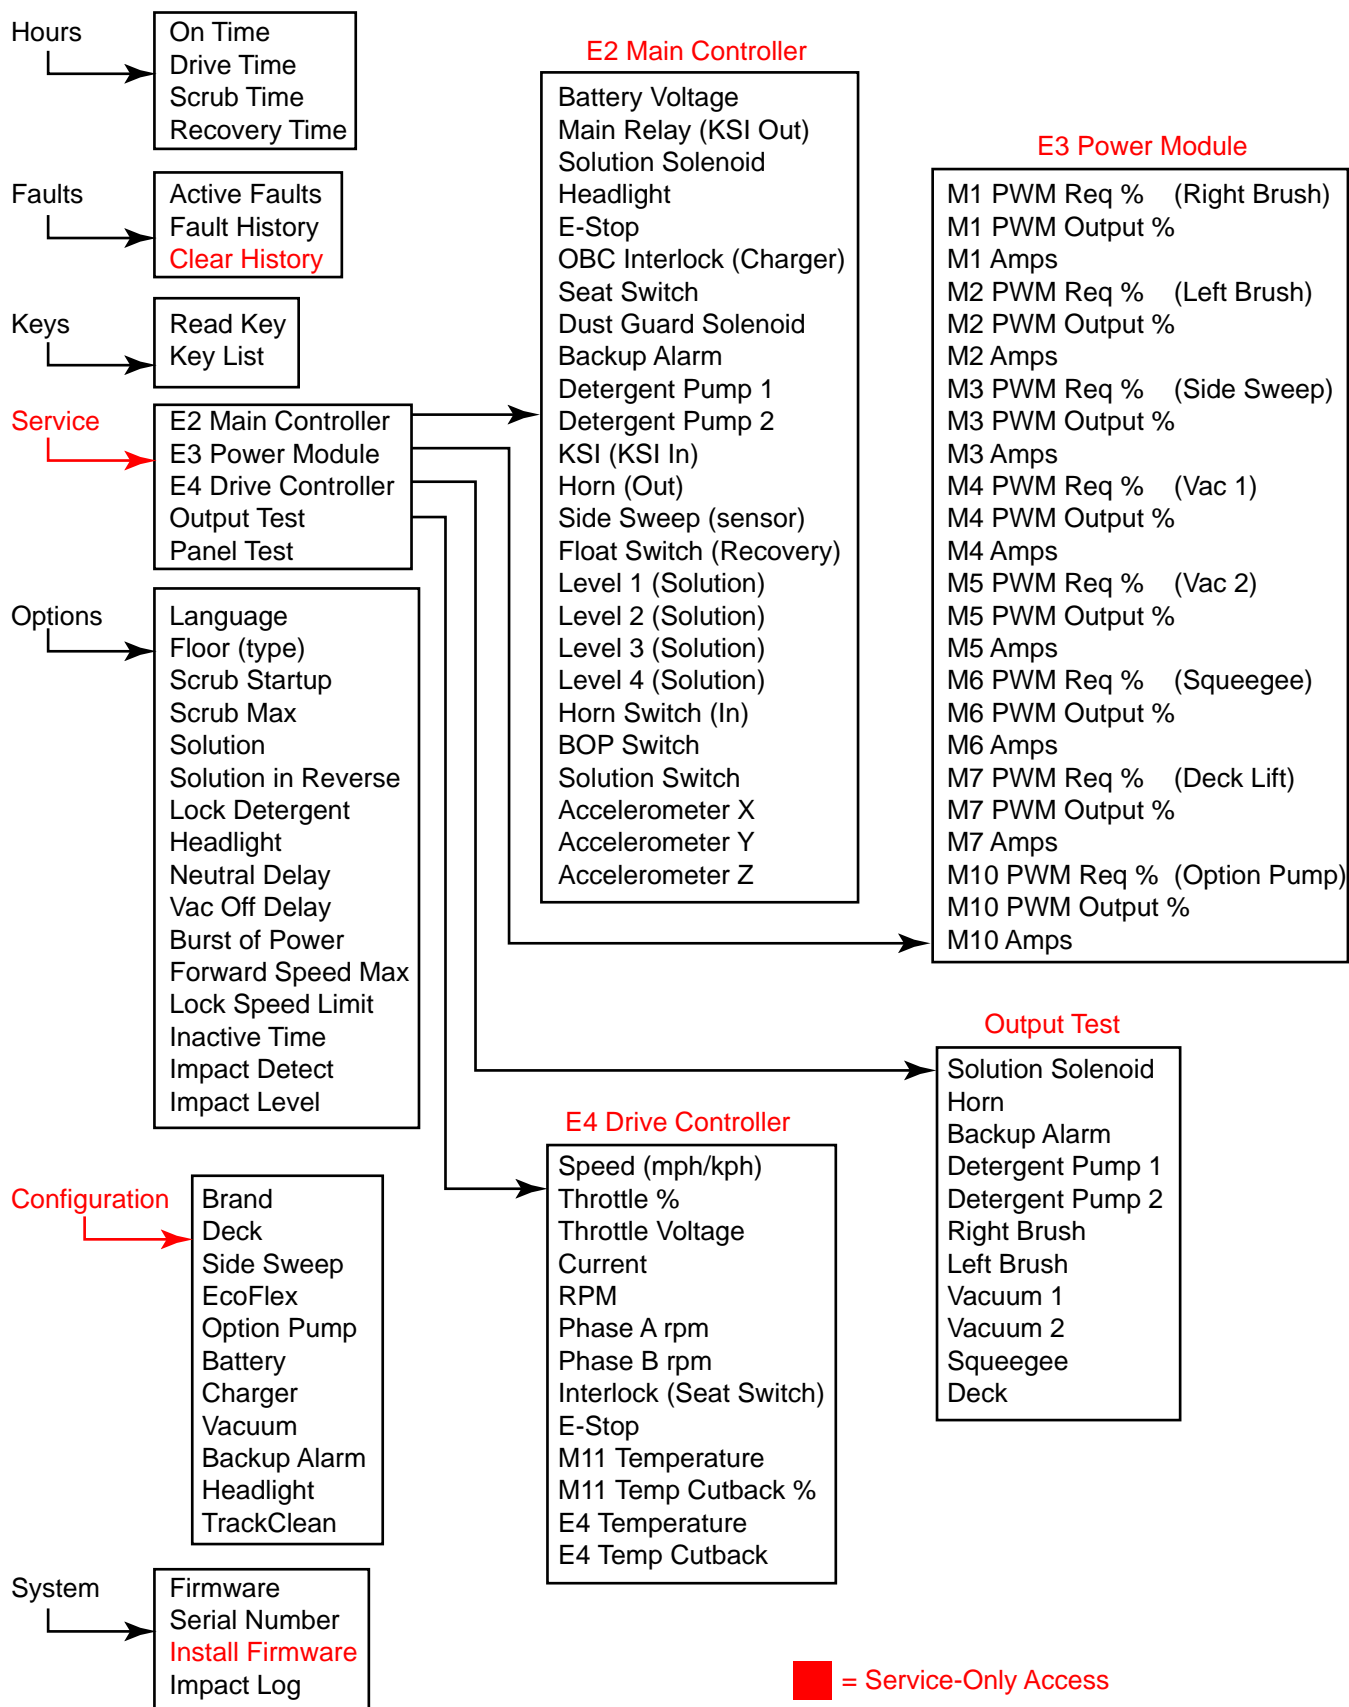 Hours
On Time
Drive Time
Scrub Time
Recovery Time
Faults
Active Faults
Fault History
Clear History
Keys
Read Key
Key List
Service
E2 Main Controller
E3 Power Module
E4 Drive Controller
Output Test
Panel Test
Options
Language
Floor (type)
Scrub Startup
Scrub Max
Solution
Solution in Reverse
Lock Detergent
Headlight
Neutral Delay
Vac Off Delay
Burst of Power
Forward Speed Max
Lock Speed Limit
Inactive Time
Impact Detect
Impact Level
Configuration
Brand
Deck
Side Sweep
EcoFlex
Option Pump
Battery
Charger
Vacuum
Backup Alarm
Headlight
TrackClean
System
Firmware
Serial Number
Install Firmware
Impact Log
E2 Main Controller
Battery Voltage
Main Relay (KSI Out)
Solution Solenoid
Headlight
E-Stop
OBC Interlock (Charger)
Seat Switch
Dust Guard Solenoid
Backup Alarm
Detergent Pump 1
Detergent Pump 2
KSI (KSI In)
Horn (Out)
Side Sweep (sensor)
Float Switch (Recovery)
Level 1 (Solution)
Level 2 (Solution)
Level 3 (Solution)
Level 4 (Solution)
Horn Switch (In)
BOP Switch
Solution Switch
Accelerometer X
Accelerometer Y
Accelerometer Z
E4 Drive Controller
Speed (mph/kph)
Throttle %
Throttle Voltage
Current
RPM
Phase A rpm
Phase B rpm
Interlock (Seat Switch)
E-Stop
M11 Temperature
M11 Temp Cutback %
E4 Temperature
E4 Temp Cutback
E3 Power Module
M1 PWM Req % (Right Brush)
M1 PWM Output %
M1 Amps
M2 PWM Req % (Left Brush)
M2 PWM Output %
M2 Amps
M3 PWM Req % (Side Sweep)
M3 PWM Output %
M3 Amps
M4 PWM Req % (Vac 1)
M4 PWM Output %
M4 Amps
M5 PWM Req % (Vac 2)
M5 PWM Output %
M5 Amps
M6 PWM Req % (Squeegee)
M6 PWM Output %
M6 Amps
M7 PWM Req % (Deck Lift)
M7 PWM Output %
M7 Amps
M10 PWM Req % (Option Pump)
M10 PWM Output %
M10 Amps
Output Test
Solution Solenoid
Horn
Backup Alarm
Detergent Pump 1
Detergent Pump 2
Right Brush
Left Brush
Vacuum 1
Vacuum 2
Squeegee
Deck
= Service-Only Access